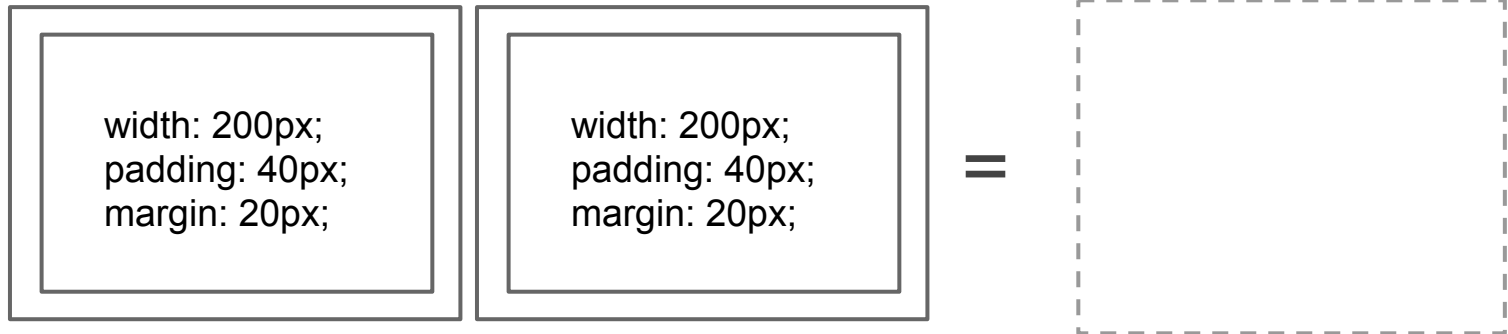 width: 200px;
padding: 40px;
margin: 20px;
width: 200px;
padding: 40px;
margin: 20px;
=